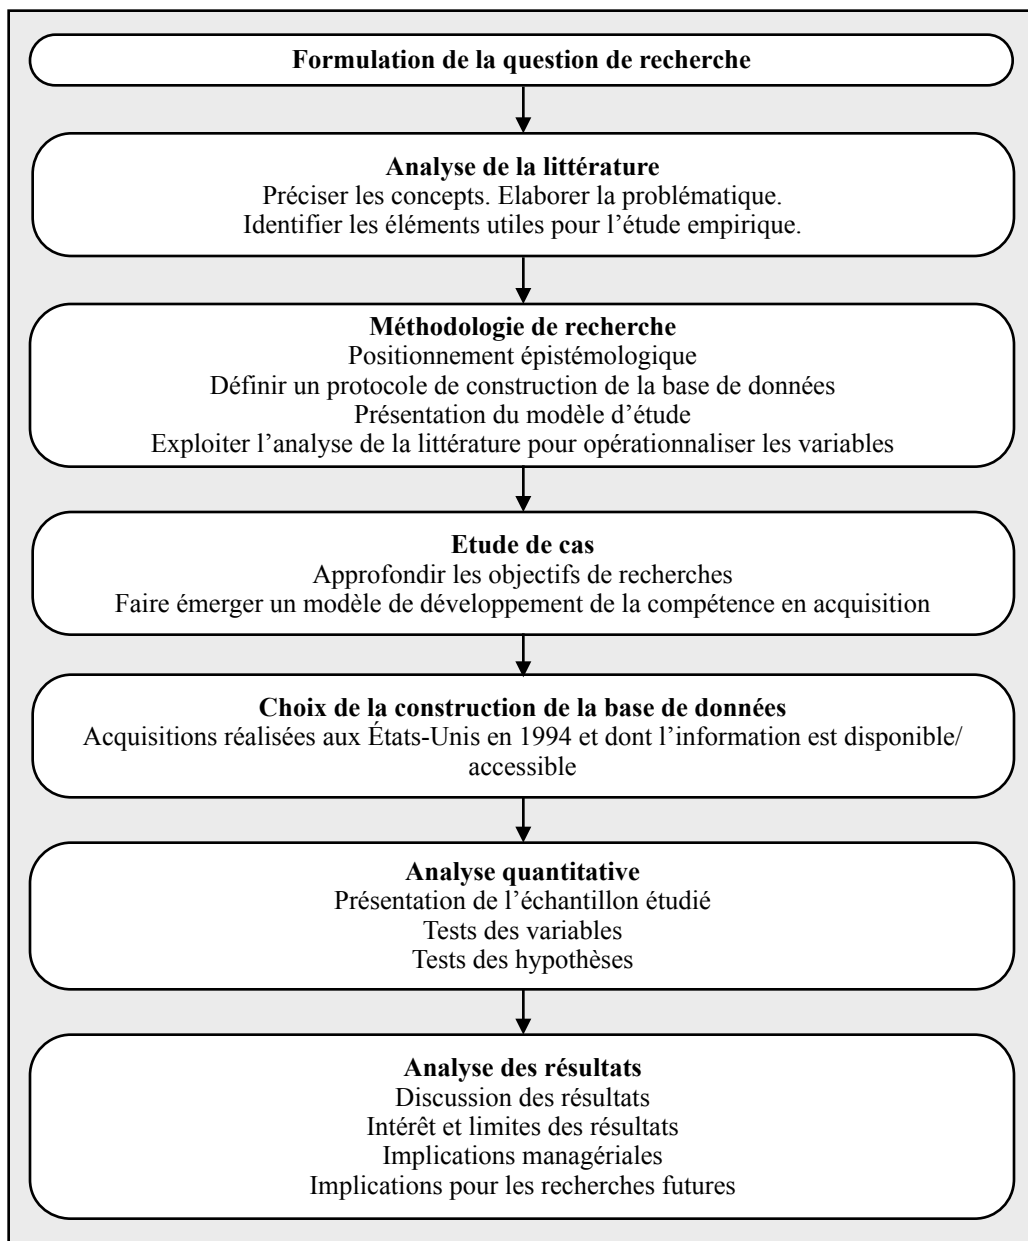 Formulation de la question de recherche
Analyse de la littérature
Préciser les concepts. Elaborer la problématique.
Identifier les éléments utiles pour l’étude empirique.
Méthodologie de recherche
Positionnement épistémologique
Définir un protocole de construction de la base de données
Présentation du modèle d’étude
Exploiter l’analyse de la littérature pour opérationnaliser les variables
Etude de cas
Approfondir les objectifs de recherches
Faire émerger un modèle de développement de la compétence en acquisition
Choix de la construction de la base de données
Acquisitions réalisées aux États-Unis en 1994 et dont l’information est disponible/
accessible
Analyse quantitative
Présentation de l’échantillon étudié
Tests des variables
Tests des hypothèses
Analyse des résultats
Discussion des résultats
Intérêt et limites des résultats
Implications managériales
Implications pour les recherches futures